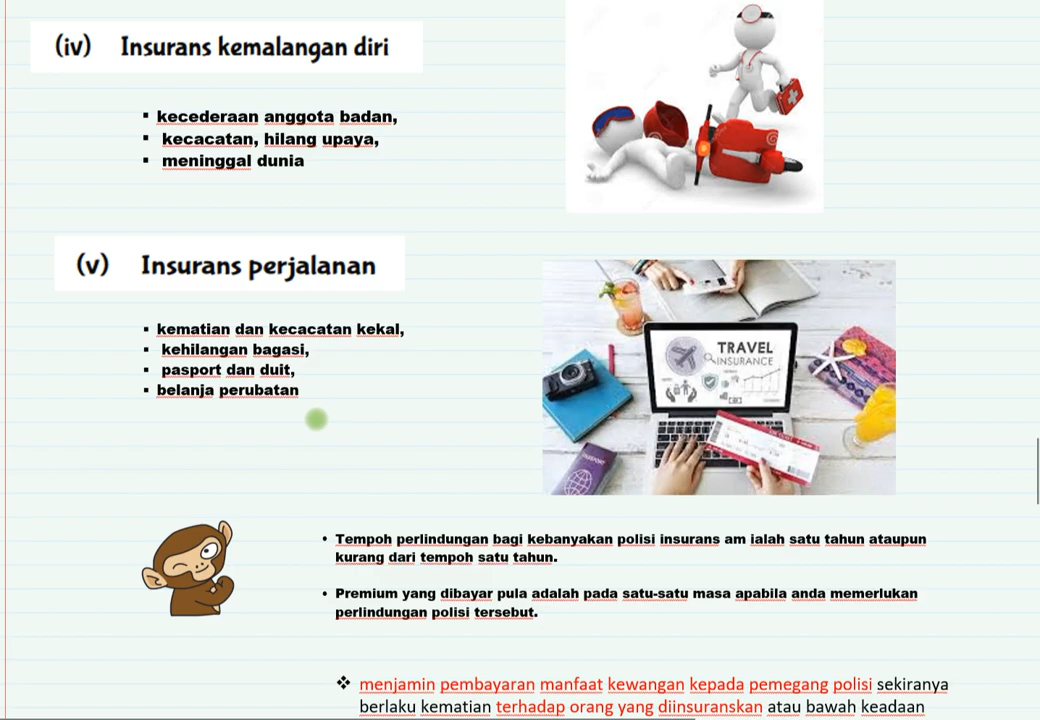 (iv) Insurans kemalangan diri
▪ kecederaan anggota badan,
▪ kecacatan, hilang upaya,
▪ meninggal dunia
(v) Insurans perjalanan
▪ kematian dan kecacatan kekal,
▪ kehilangan bagasi,
▪ pasport dan duit,
▪ belanja perubatan
TRAVEL
INSURANCE
PASSPORT
• Tempoh perlindungan bagi kebanyakan polisi insurans am ialah satu tahun ataupun
kurang dari tempoh satu tahun.
• Premium yang dibayar pula adalah pada satu-satu masa apabila anda memerlukan
perlindungan polisi tersebut.
❖ menjamin pembayaran manfaat kewangan kepada pemegang polisi sekiranya
berlaku kematian terhadap orang yang diinsuranskan atau bawah keadaan